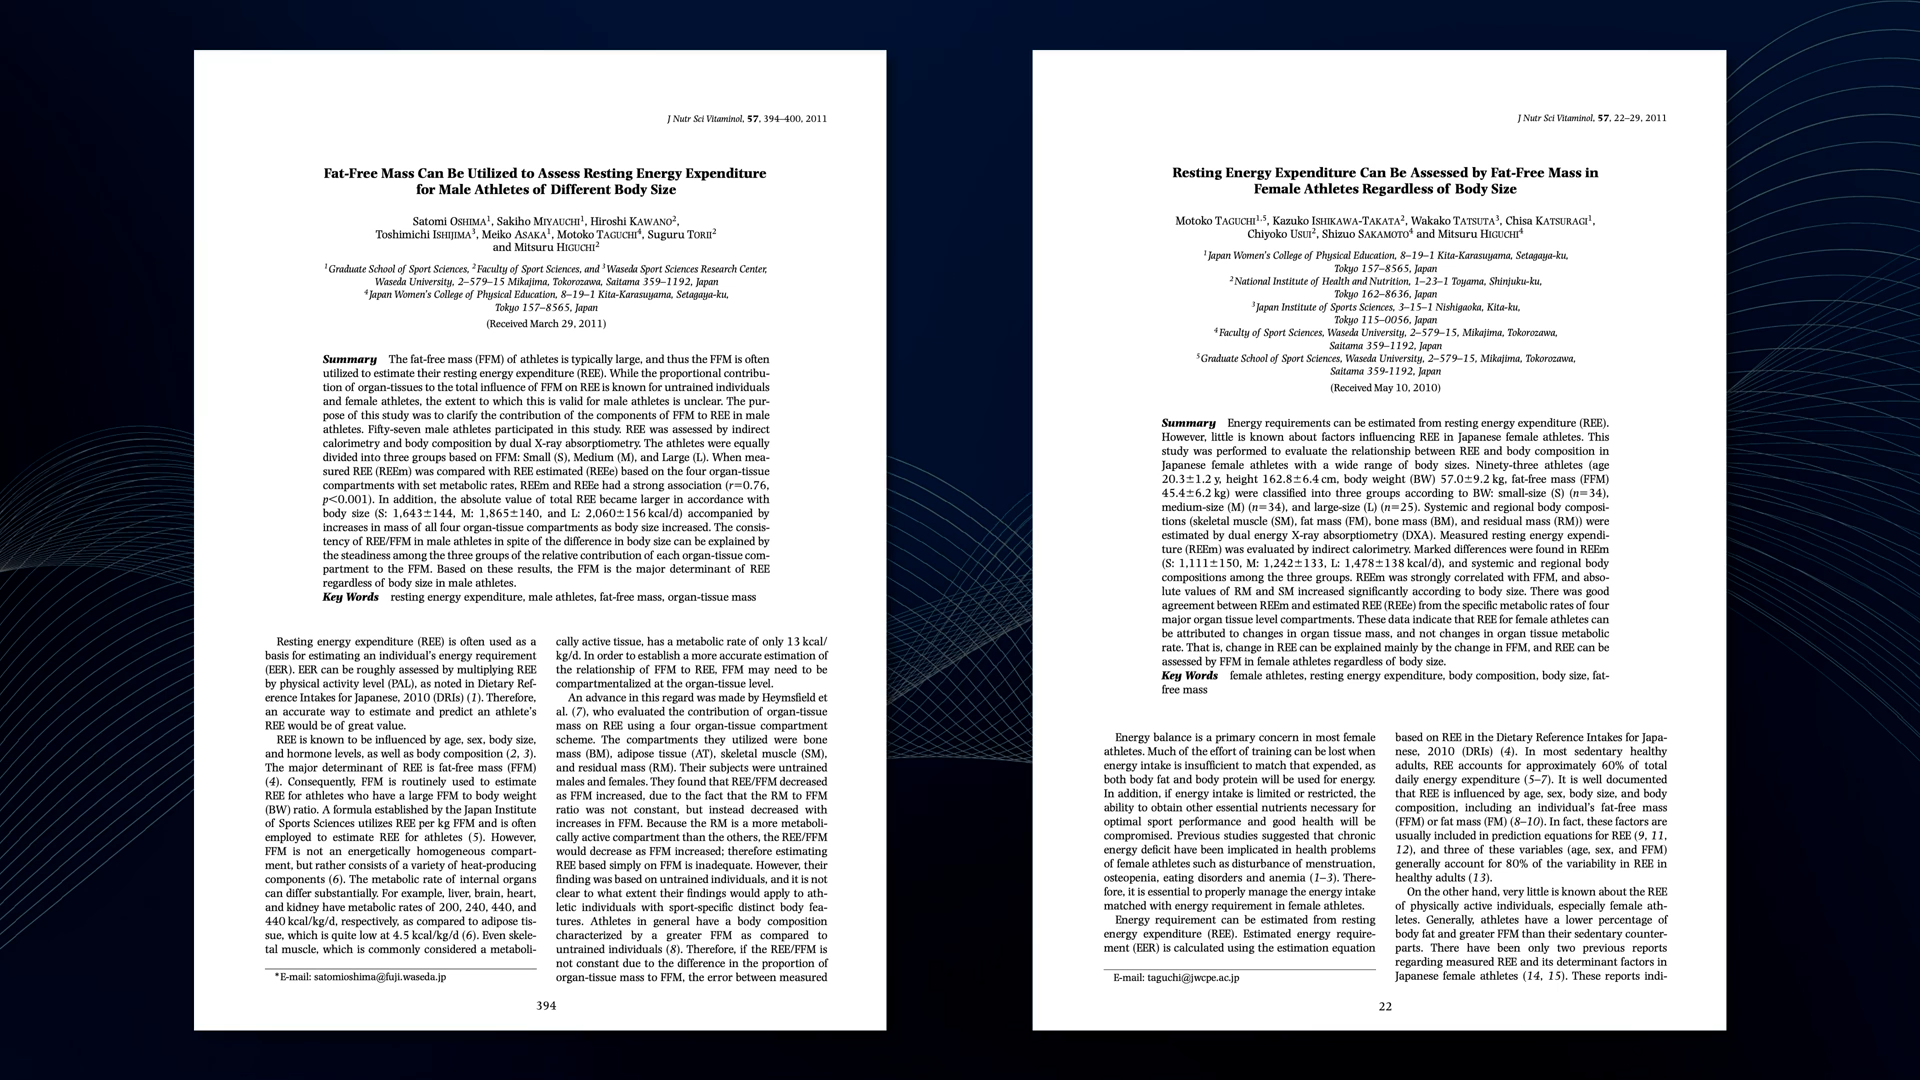 J Nutr Sci Vitaminol, 57, 394–400, 2011
Fat-Free Mass Can Be Utilized to Assess Resting Energy Expenditure
for Male Athletes of Different Body Size
Satomi OSHIMA1, Sakiho MIYAUCHI1, Hiroshi KAWANO2,
Toshimichi ISHIJIMA3, Meiko ASAKA1, Motoko TAGUCHI4, Suguru TORII2
and Mitsuru HIGUCHI2
1Graduate School of Sport Sciences, 2Faculty of Sport Sciences, and 3Waseda Sport Sciences Research Center,
Waseda University, 2–579–15 Mikajima, Tokorozawa, Saitama 359–1192, Japan
4Japan Women's College of Physical Education, 8–19–1 Kita-Karasuyama, Setagaya-ku,
Tokyo 157–8565, Japan
(Received March 29, 2011)
Summary The fat-free mass (FFM) of athletes is typically large, and thus the FFM is often
utilized to estimate their resting energy expenditure (REE). While the proportional contribu-
tion of organ-tissues to the total influence of FFM on REE is known for untrained individuals
and female athletes, the extent to which this is valid for male athletes is unclear. The pur-
pose of this study was to clarify the contribution of the components of FFM to REE in male
athletes. Fifty-seven male athletes participated in this study. REE was assessed by indirect
calorimetry and body composition by dual X-ray absorptiometry. The athletes were equally
divided into three groups based on FFM: Small (S), Medium (M), and Large (L). When mea-
sured REE (REEm) was compared with REE estimated (REEe) based on the four organ-tissue
compartments with set metabolic rates, REEm and REEe had a strong association (r=0.76,
p<0.001). In addition, the absolute value of total REE became larger in accordance with
body size (S: 1,643±144, M: 1,865±140, and L: 2,060±156 kcal/d) accompanied by
increases in mass of all four organ-tissue compartments as body size increased. The consis-
tency of REE/FFM in male athletes in spite of the difference in body size can be explained by
the steadiness among the three groups of the relative contribution of each organ-tissue com-
partment to the FFM. Based on these results, the FFM is the major determinant of REE
regardless of body size in male athletes.
Key Words resting energy expenditure, male athletes, fat-free mass, organ-tissue mass
Resting energy expenditure (REE) is often used as a
basis for estimating an individual's energy requirement
(EER). EER can be roughly assessed by multiplying REE
by physical activity level (PAL), as noted in Dietary Ref-
erence Intakes for Japanese, 2010 (DRIs) (1). Therefore,
an accurate way to estimate and predict an athlete's
REE would be of great value.
REE is known to be influenced by age, sex, body size,
and hormone levels, as well as body composition (2, 3).
The major determinant of REE is fat-free mass (FFM)
(4). Consequently, FFM is routinely used to estimate
REE for athletes who have a large FFM to body weight
(BW) ratio. A formula established by the Japan Institute
of Sports Sciences utilizes REE per kg FFM and is often
employed to estimate REE for athletes (5). However,
FFM is not an energetically homogeneous compart-
ment, but rather consists of a variety of heat-producing
components (6). The metabolic rate of internal organs
can differ substantially. For example, liver, brain, heart,
and kidney have metabolic rates of 200, 240, 440, and
440 kcal/kg/d, respectively, as compared to adipose tis-
sue, which is quite low at 4.5 kcal/kg/d (6). Even skele-
tal muscle, which is commonly considered a metaboli-
*E-mail: satomioshima@fuji.waseda.jp
cally active tissue, has a metabolic rate of only 13 kcal/
kg/d. In order to establish a more accurate estimation of
the relationship of FFM to REE, FFM may need to be
compartmentalized at the organ-tissue level.
An advance in this regard was made by Heymsfield et
al. (7), who evaluated the contribution of organ-tissue
mass on REE using a four organ-tissue compartment
scheme. The compartments they utilized were bone
mass (BM), adipose tissue (AT), skeletal muscle (SM),
and residual mass (RM). Their subjects were untrained
males and females. They found that REE/FFM decreased
as FFM increased, due to the fact that the RM to FFM
ratio was not constant, but instead decreased with
increases in FFM. Because the RM is a more metaboli-
cally active compartment than the others, the REE/FFM
would decrease as FFM increased; therefore estimating
REE based simply on FFM is inadequate. However, their
finding was based on untrained individuals, and it is not
clear to what extent their findings would apply to ath-
letic individuals with sport-specific distinct body fea-
tures. Athletes in general have a body composition
characterized by a greater FFM as compared to
untrained individuals (8). Therefore, if the REE/FFM is
not constant due to the difference in the proportion of
organ-tissue mass to FFM, the error between measured
394
J Nutr Sci Vitaminol, 57, 22–29, 2011
Resting Energy Expenditure Can Be Assessed by Fat-Free Mass in
Female Athletes Regardless of Body Size
Motoko TAGUCHI1,5, Kazuko ISHIKAWA-TAKATA2, Wakako TATSUTA3, Chisa KATSURAGI1,
Chiyoko USUI2, Shizuo SAKAMOTO4 and Mitsuru HIGUCHI4
1Japan Women's College of Physical Education, 8–19–1 Kita-Karasuyama, Setagaya-ku,
Tokyo 157–8565, Japan
2National Institute of Health and Nutrition, 1–23–1 Toyama, Shinjuku-ku,
Tokyo 162–8636, Japan
3Japan Institute of Sports Sciences, 3–15–1 Nishigaoka, Kita-ku,
Tokyo 115–0056, Japan
4Faculty of Sport Sciences, Waseda University, 2–579–15, Mikajima, Tokorozawa,
Saitama 359–1192, Japan
5Graduate School of Sport Sciences, Waseda University, 2–579–15, Mikajima, Tokorozawa,
Saitama 359-1192, Japan
(Received May 10, 2010)
Summary Energy requirements can be estimated from resting energy expenditure (REE).
However, little is known about factors influencing REE in Japanese female athletes. This
study was performed to evaluate the relationship between REE and body composition in
Japanese female athletes with a wide range of body sizes. Ninety-three athletes (age
20.3±1.2 y, height 162.8±6.4 cm, body weight (BW) 57.0±9.2 kg, fat-free mass (FFM)
45.4±6.2 kg) were classified into three groups according to BW: small-size (S) (n=34),
medium-size (M) (n=34), and large-size (L) (n=25). Systemic and regional body composi-
tions (skeletal muscle (SM), fat mass (FM), bone mass (BM), and residual mass (RM)) were
estimated by dual energy X-ray absorptiometry (DXA). Measured resting energy expendi-
ture (REEm) was evaluated by indirect calorimetry. Marked differences were found in REEm
(S: 1,111±150, M: 1,242±133, L: 1,478±138 kcal/d), and systemic and regional body
compositions among the three groups. REEm was strongly correlated with FFM, and abso-
lute values of RM and SM increased significantly according to body size. There was good
agreement between REEm and estimated REE (REEe) from the specific metabolic rates of four
major organ tissue level compartments. These data indicate that REE for female athletes can
be attributed to changes in organ tissue mass, and not changes in organ tissue metabolic
rate. That is, change in REE can be explained mainly by the change in FFM, and REE can be
assessed by FFM in female athletes regardless of body size.
Key Words female athletes, resting energy expenditure, body composition, body size, fat-
free mass
Energy balance is a primary concern in most female
athletes. Much of the effort of training can be lost when
energy intake is insufficient to match that expended, as
both body fat and body protein will be used for energy.
In addition, if energy intake is limited or restricted, the
ability to obtain other essential nutrients necessary for
optimal sport performance and good health will be
compromised. Previous studies suggested that chronic
energy deficit have been implicated in health problems
of female athletes such as disturbance of menstruation,
osteopenia, eating disorders and anemia (1–3). There-
fore, it is essential to properly manage the energy intake
matched with energy requirement in female athletes.
Energy requirement can be estimated from resting
energy expenditure (REE). Estimated energy require-
ment (EER) is calculated using the estimation equation
E-mail: taguchi@jwcpe.ac.jp
based on REE in the Dietary Reference Intakes for Japa-
nese, 2010 (DRIs) (4). In most sedentary healthy
adults, REE accounts for approximately 60% of total
daily energy expenditure (5–7). It is well documented
that REE is influenced by age, sex, body size, and body
composition, including an individual's fat-free mass
(FFM) or fat mass (FM) (8–10). In fact, these factors are
usually included in prediction equations for REE (9, 11,
12), and three of these variables (age, sex, and FFM)
generally account for 80% of the variability in REE in
healthy adults (13).
On the other hand, very little is known about the REE
of physically active individuals, especially female ath-
letes. Generally, athletes have a lower percentage of
body fat and greater FFM than their sedentary counter-
parts. There have been only two previous reports
regarding measured REE and its determinant factors in
Japanese female athletes (14, 15). These reports indi-
22